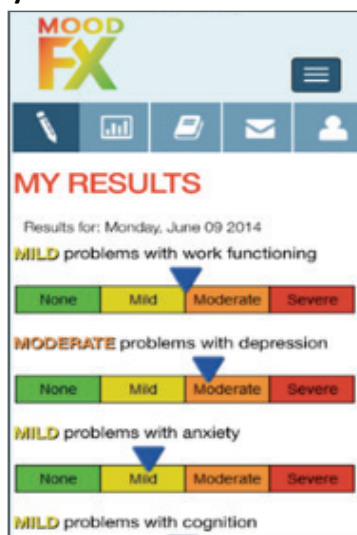 MOOD
FX
MY RESULTS
Results for: Monday, June 09 2014
MILD problems with work functioning
None Mild Moderate Severe
MODERATE problems with depression
None Mild Moderate Severe
MILD problems with anxiety
None Mild Moderate Severe
MILD problems with cognition